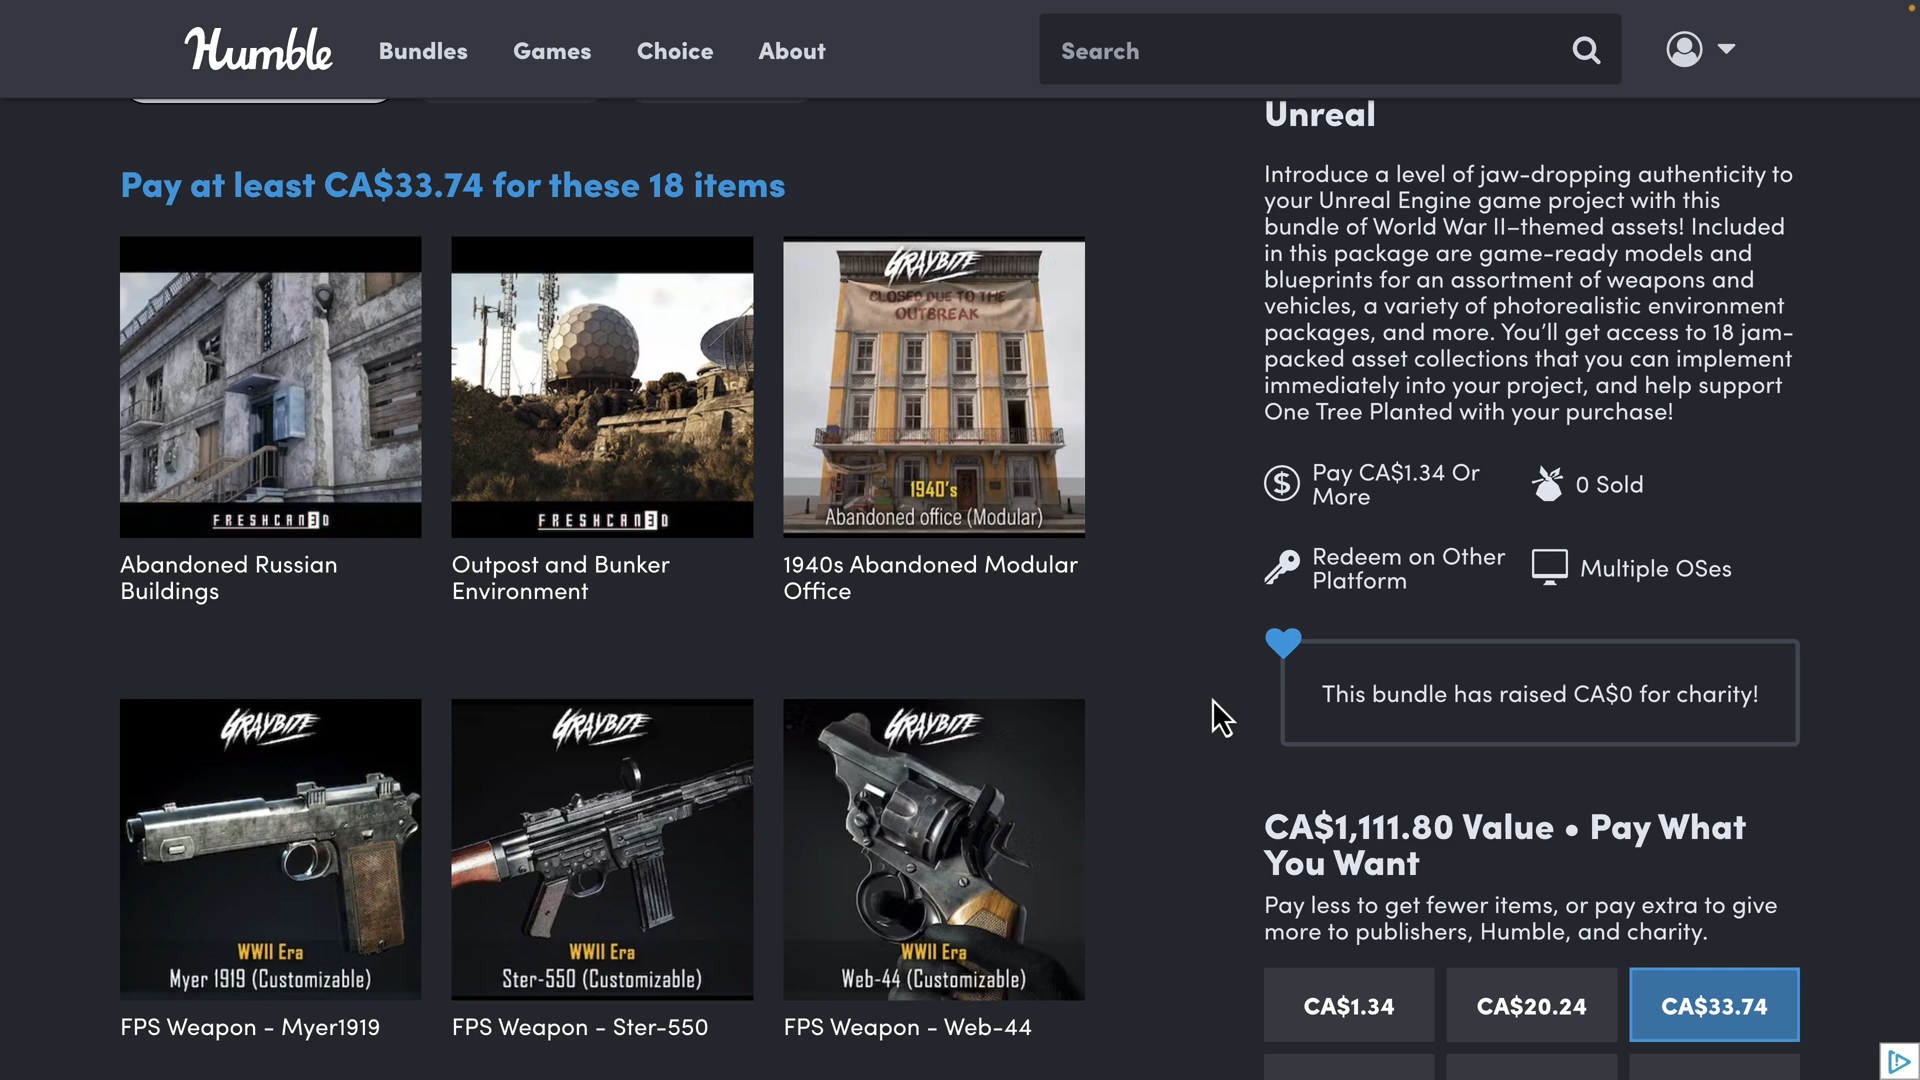 Humble
Bundles
Games
Choice
About
Search
Unreal
Pay at least CA$33.74 for these 18 items
FRESHCAN3D
FRESHCAN3D
GRAYBITE
CLOSED DUE TO THE
OUTBREAK
1940's
Abandoned office (Modular)
Abandoned Russian
Buildings
Outpost and Bunker
Environment
1940s Abandoned Modular
Office
GRAYBITE
WWII Era
Myer 1919 (Customizable)
GRAYBITE
WWII Era
Ster-550 (Customizable)
GRAYBITE
WWII Era
Web-44 (Customizable)
FPS Weapon - Myer1919
FPS Weapon - Ster-550
FPS Weapon - Web-44
Introduce a level of jaw-dropping authenticity to
your Unreal Engine game project with this
bundle of World War II–themed assets! Included
in this package are game-ready models and
blueprints for an assortment of weapons and
vehicles, a variety of photorealistic environment
packages, and more. You’ll get access to 18 jam-
packed asset collections that you can implement
immediately into your project, and help support
One Tree Planted with your purchase!
Pay CA$1.34 Or
More
0 Sold
Redeem on Other
Platform
Multiple OSes
This bundle has raised CA$0 for charity!
CA$1,111.80 Value • Pay What
You Want
Pay less to get fewer items, or pay extra to give
more to publishers, Humble, and charity.
CA$1.34
CA$20.24
CA$33.74